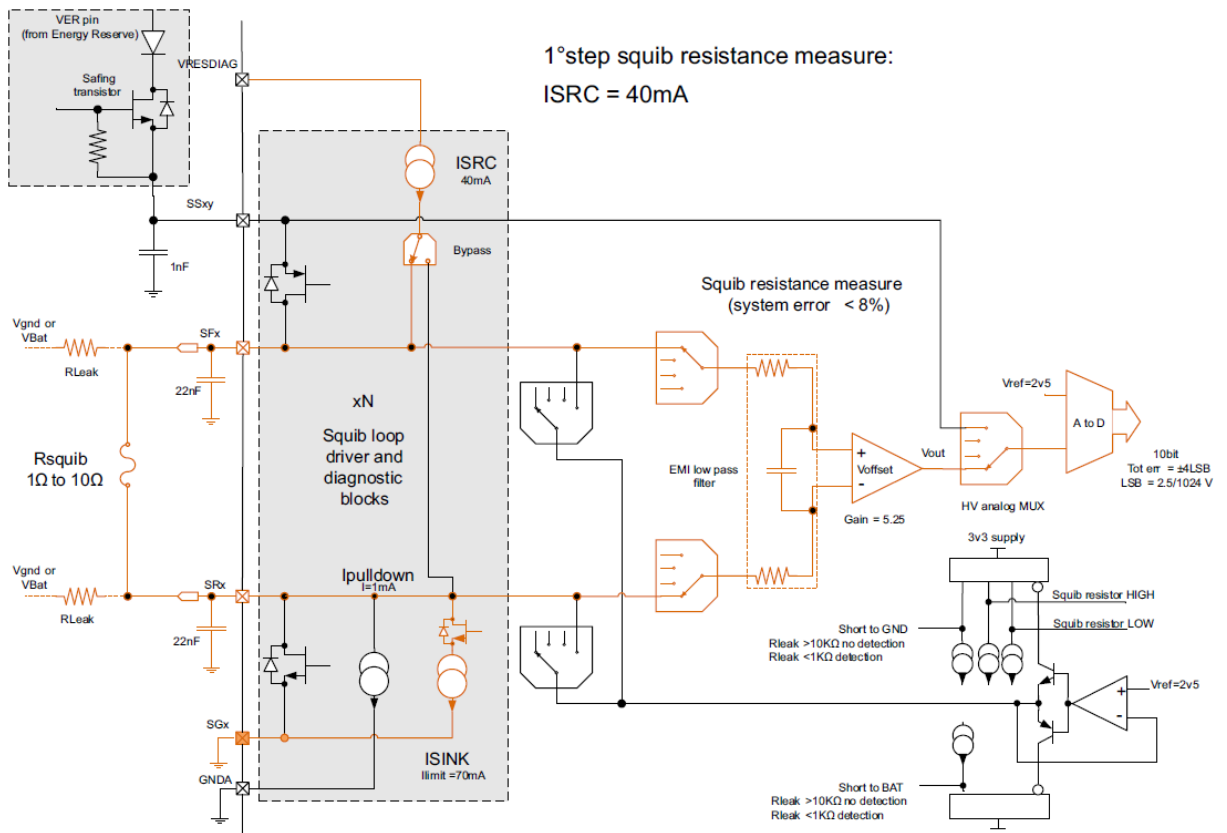 VER pin
(from Energy Reserve)
VRESDIAG
Safing
transistor
1°step squib resistance measure:
ISRC = 40mA
ISRC
40mA
SSxy
Bypass
1nF
Squib resistance measure
(system error < 8%)
Vgnd or
VBat
SFx
RLeak
22nF
xN
Squib loop
driver and
diagnostic
blocks
Rsquib
1Ω to 10Ω
Vref=2v5
A to D
10bit
Tot err = ±4LSB
LSB = 2.5/1024 V
EMI low pass
filter
+
Voffset
-
Vout
Gain = 5.25
HV analog MUX
3v3 supply
Vgnd or
VBat
SRx
RLeak
22nF
Ipulldown
I=1mA
Squib resistor HIGH
Squib resistor LOW
Short to GND
Rleak >10KΩ no detection
Rleak <1KΩ detection
Vref=2v5
+
-
SGx
ISINK
Ilimit =70mA
GNDA
Short to BAT
Rleak >10KΩ no detection
Rleak <1KΩ detection